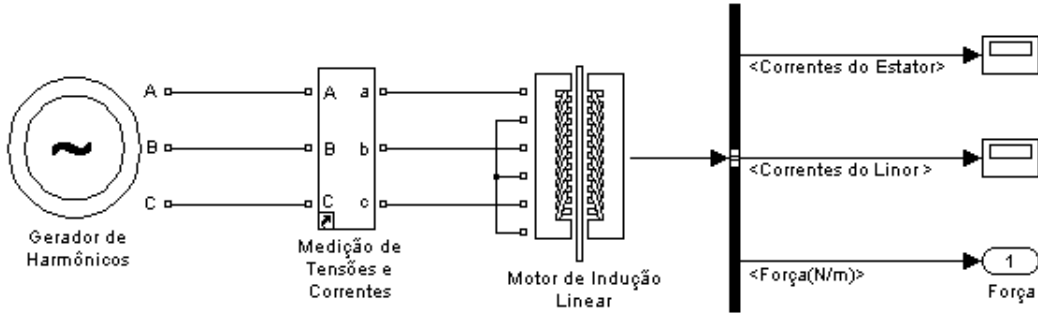 A
B
C
Gerador de
Harmônicos
A
B
C
a
b
c
Medição de
Tensões e
Correntes
Motor de Indução
Linear
<Correntes do Estator>
<Correntes do Linor >
<Força(N/m)>
1
Força